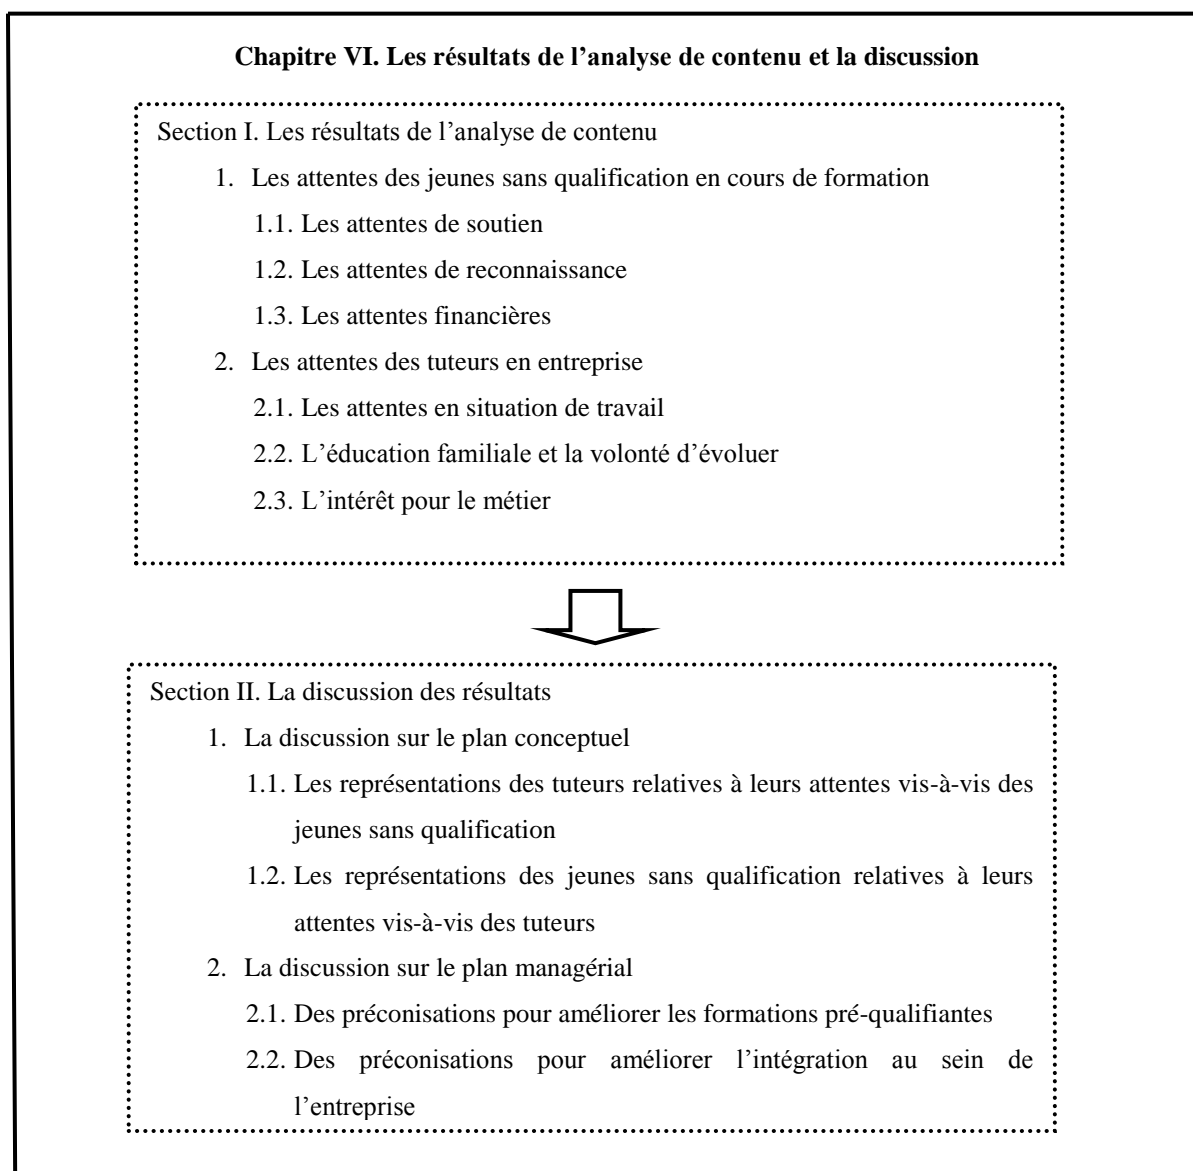 Chapitre VI. Les résultats de l’analyse de contenu et la discussion
Section I. Les résultats de l’analyse de contenu
1. Les attentes des jeunes sans qualification en cours de formation
1.1. Les attentes de soutien
1.2. Les attentes de reconnaissance
1.3. Les attentes financières
2. Les attentes des tuteurs en entreprise
2.1. Les attentes en situation de travail
2.2. L’éducation familiale et la volonté d’évoluer
2.3. L’intérêt pour le métier
Section II. La discussion des résultats
1. La discussion sur le plan conceptuel
1.1. Les représentations des tuteurs relatives à leurs attentes vis-à-vis des
jeunes sans qualification
1.2. Les représentations des jeunes sans qualification relatives à leurs
attentes vis-à-vis des tuteurs
2. La discussion sur le plan managérial
2.1. Des préconisations pour améliorer les formations pré-qualifiantes
2.2. Des préconisations pour améliorer l’intégration au sein de
l’entreprise